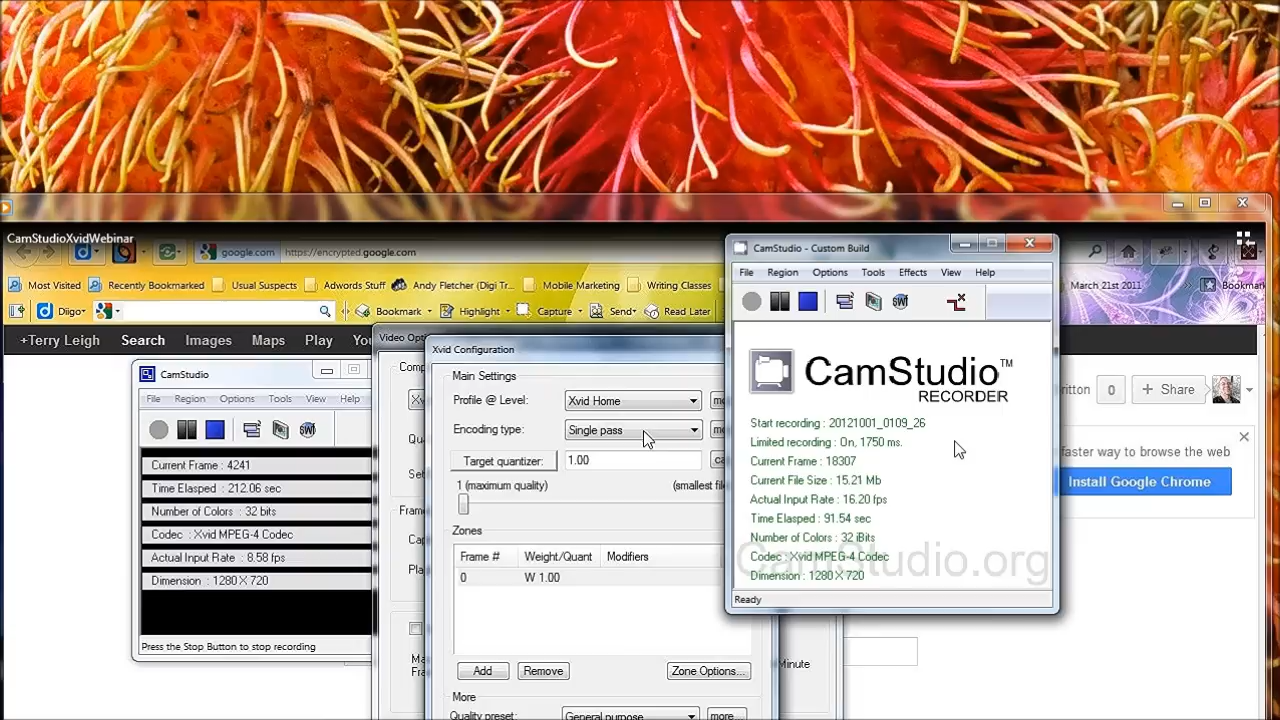 CamStudioXvidWebinar
google.com
https://encrypted.google.com
Most Visited
Recently Bookmarked
Usual Suspects
Adwords Stuff
Andy Fletcher (Digi Tr...
Mobile Marketing
Writing Classes
March 21st 2011
Bookmar
Diigo
Bookmark
Highlight
Capture
Send
Read Later
+Terry Leigh
Search
Images
Maps
Play
Share
0
faster way to browse the web
Install Google Chrome
CamStudio
File Region Options Tools View Help
Current Frame : 4241
Time Elasped : 212.06 sec
Number of Colors : 32 bits
Codec : Xvid MPEG-4 Codec
Actual Input Rate : 8.58 fps
Dimension : 1280 X 720
Press the Stop Button to stop recording
Video Opti
Xvid Configuration
Main Settings
Profile @ Level: Xvid Home
Encoding type: Single pass
Target quantizer: 1.00
1 (maximum quality)
(smallest fil
Zones
Frame # Weight/Quant Modifiers
0 W 1.00
Add Remove Zone Options...
More
Quality preset: General purpose more...
Minute
CamStudio - Custom Build
File Region Options Tools Effects View Help
CamStudio™
RECORDER
Start recording : 20121001_0109_26
Limited recording : On, 1750 ms.
Current Frame : 18307
Current File Size : 15.21 Mb
Actual Input Rate : 16.20 fps
Time Elasped : 91.54 sec
Number of Colors : 32 iBits
Codec : Xvid MPEG-4 Codec
Dimension : 1280 X 720
CamStudio.org
Ready